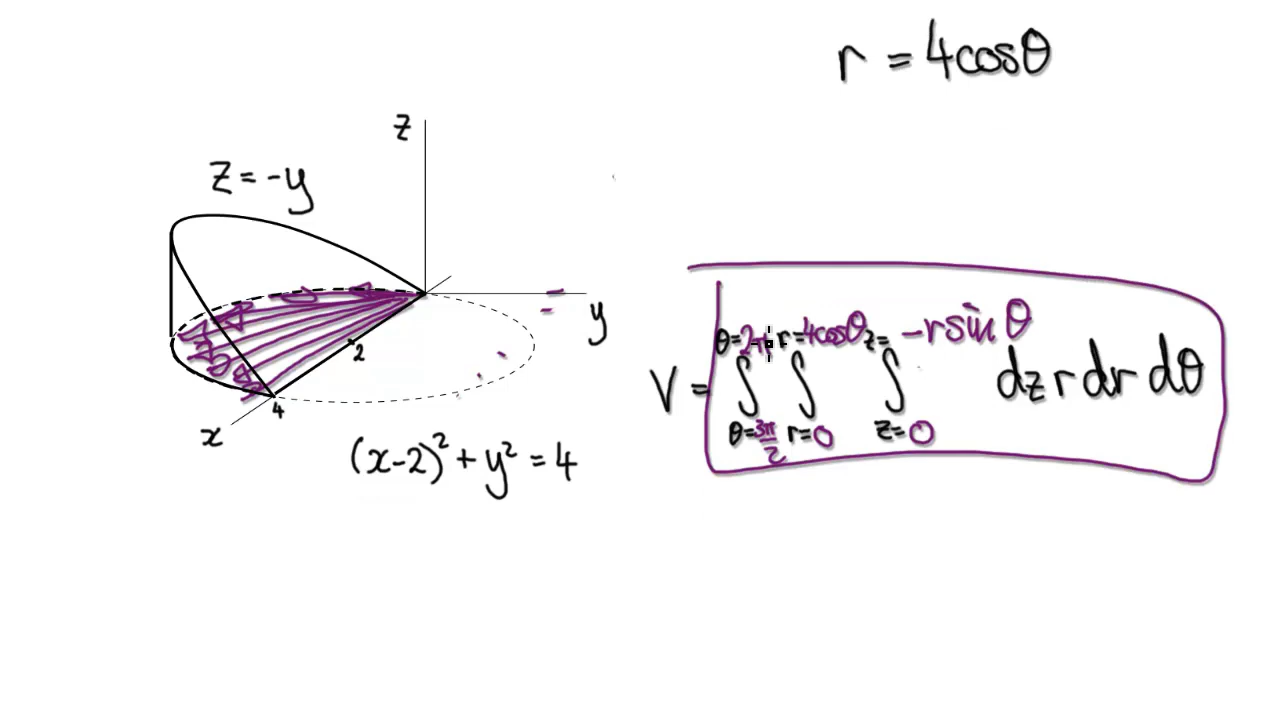 r = 4cosθ
z
z = -y
y
2
4
x
(x-2)² + y² = 4
θ=2π r=4cosθ z= -rsinθ
V = ∫ ∫ ∫ dz r dr dθ
θ=3π/2 r=0 z=0